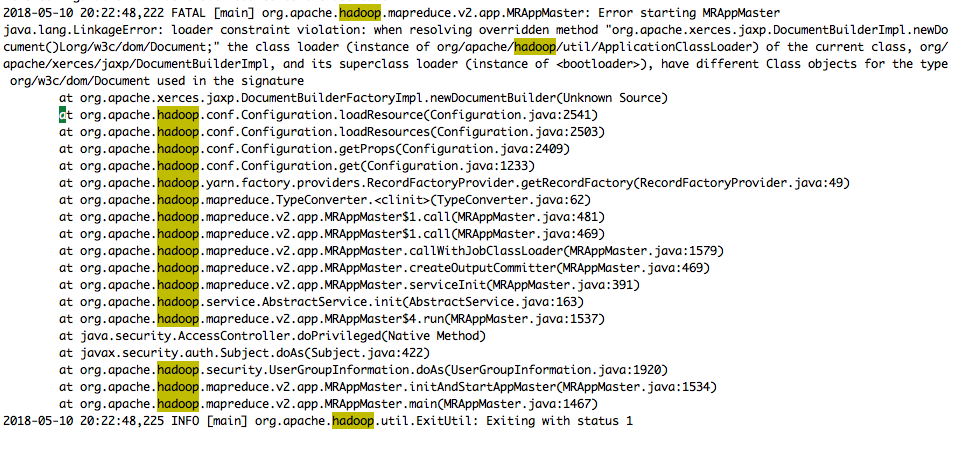 2018-05-10 20:22:48,222 FATAL [main] org.apache.hadoop.mapreduce.v2.app.MRAppMaster: Error starting MRAppMaster
java.lang.LinkageError: loader constraint violation: when resolving overridden method "org.apache.xerces.jaxp.DocumentBuilderImpl.newDo
cument()Lorg/w3c/dom/Document;" the class loader (instance of org/apache/hadoop/util/ApplicationClassLoader) of the current class, org/
apache/xerces/jaxp/DocumentBuilderImpl, and its superclass loader (instance of <bootloader>), have different Class objects for the type
 org/w3c/dom/Document used in the signature
at org.apache.xerces.jaxp.DocumentBuilderFactoryImpl.newDocumentBuilder(Unknown Source)
at org.apache.hadoop.conf.Configuration.loadResource(Configuration.java:2541)
at org.apache.hadoop.conf.Configuration.loadResources(Configuration.java:2503)
at org.apache.hadoop.conf.Configuration.getProps(Configuration.java:2409)
at org.apache.hadoop.conf.Configuration.get(Configuration.java:1233)
at org.apache.hadoop.yarn.factory.providers.RecordFactoryProvider.getRecordFactory(RecordFactoryProvider.java:49)
at org.apache.hadoop.mapreduce.TypeConverter.<clinit>(TypeConverter.java:62)
at org.apache.hadoop.mapreduce.v2.app.MRAppMaster$1.call(MRAppMaster.java:481)
at org.apache.hadoop.mapreduce.v2.app.MRAppMaster$1.call(MRAppMaster.java:469)
at org.apache.hadoop.mapreduce.v2.app.MRAppMaster.callWithJobClassLoader(MRAppMaster.java:1579)
at org.apache.hadoop.mapreduce.v2.app.MRAppMaster.createOutputCommitter(MRAppMaster.java:469)
at org.apache.hadoop.mapreduce.v2.app.MRAppMaster.serviceInit(MRAppMaster.java:391)
at org.apache.hadoop.service.AbstractService.init(AbstractService.java:163)
at org.apache.hadoop.mapreduce.v2.app.MRAppMaster$4.run(MRAppMaster.java:1537)
at java.security.AccessController.doPrivileged(Native Method)
at javax.security.auth.Subject.doAs(Subject.java:422)
at org.apache.hadoop.security.UserGroupInformation.doAs(UserGroupInformation.java:1920)
at org.apache.hadoop.mapreduce.v2.app.MRAppMaster.initAndStartAppMaster(MRAppMaster.java:1534)
at org.apache.hadoop.mapreduce.v2.app.MRAppMaster.main(MRAppMaster.java:1467)
2018-05-10 20:22:48,225 INFO [main] org.apache.hadoop.util.ExitUtil: Exiting with status 1